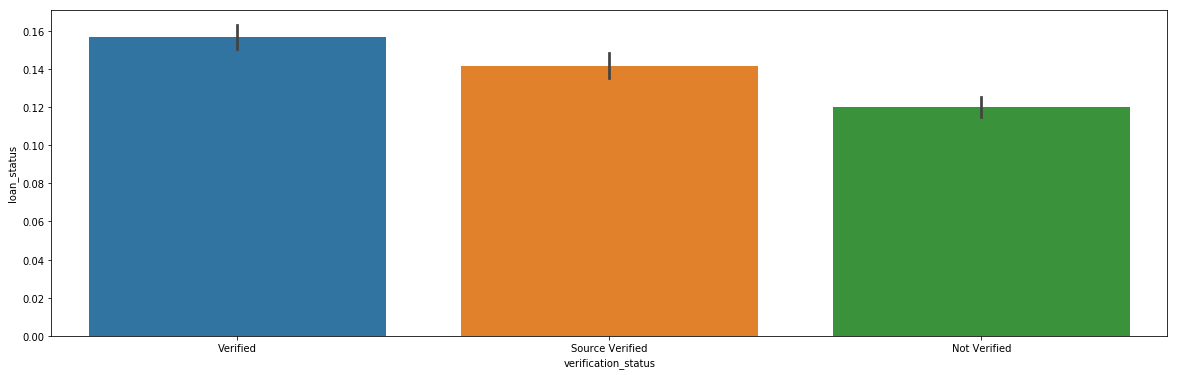 loan_status
0.16
0.14
0.12
0.10
0.08
0.06
0.04
0.02
0.00
Verified
Source Verified
Not Verified
verification_status